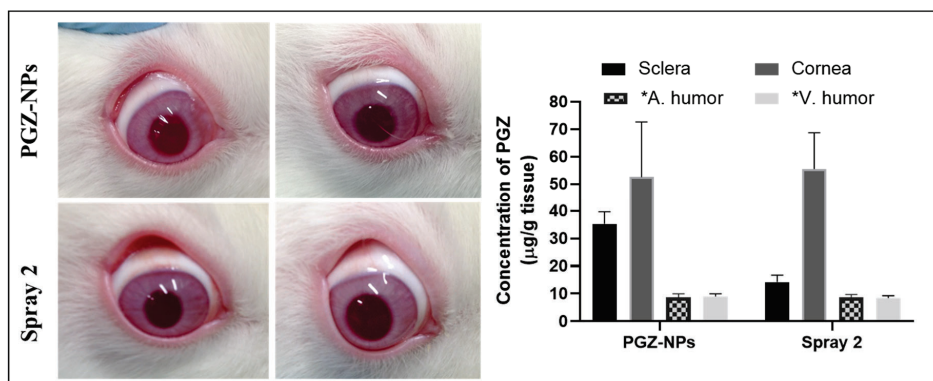 PGZ-NPs
Spray 2
Sclera
Cornea
*A. humor
*V. humor
Concentration of PGZ
(µg/g tissue)
80
70
60
50
40
30
20
10
0
PGZ-NPs
Spray 2